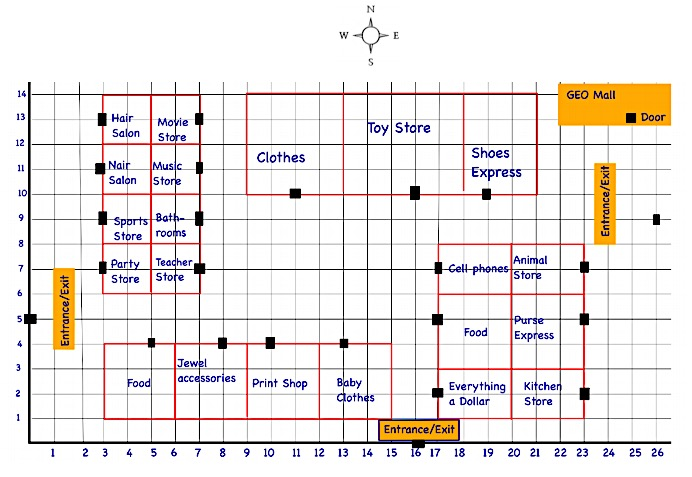 N
W E
S
14
13
12
11
10
9
8
7
6
5
4
3
2
1
GEO Mall
Door
Hair
Salon
Movie
Store
Nair
Salon
Music
Store
Sports
Store
Bath-
rooms
Party
Store
Teacher
Store
Clothes
Toy Store
Shoes
Express
Entrance/Exit
Entrance/Exit
Cell phones
Animal
Store
Food
Purse
Express
Everything
a Dollar
Kitchen
Store
Food
Jewel
accessories
Print Shop
Baby
Clothes
Entrance/Exit
1 2 3 4 5 6 7 8 9 10 11 12 13 14 15 16 17 18 19 20 21 22 23 24 25 26